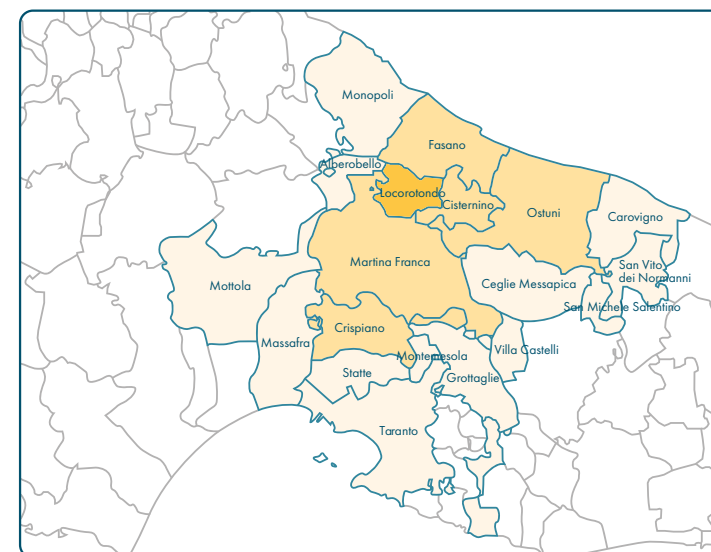 Monopoli
Fasano
Alberobello
Locorotondo
Cisternino
Ostuni
Carovigno
Martina Franca
San Vito
dei Normanni
Mottola
Ceglie Messapica
San Michele Salentino
Crispiano
Massafra
Montemesola
Villa Castelli
Statte
Grottaglie
Taranto